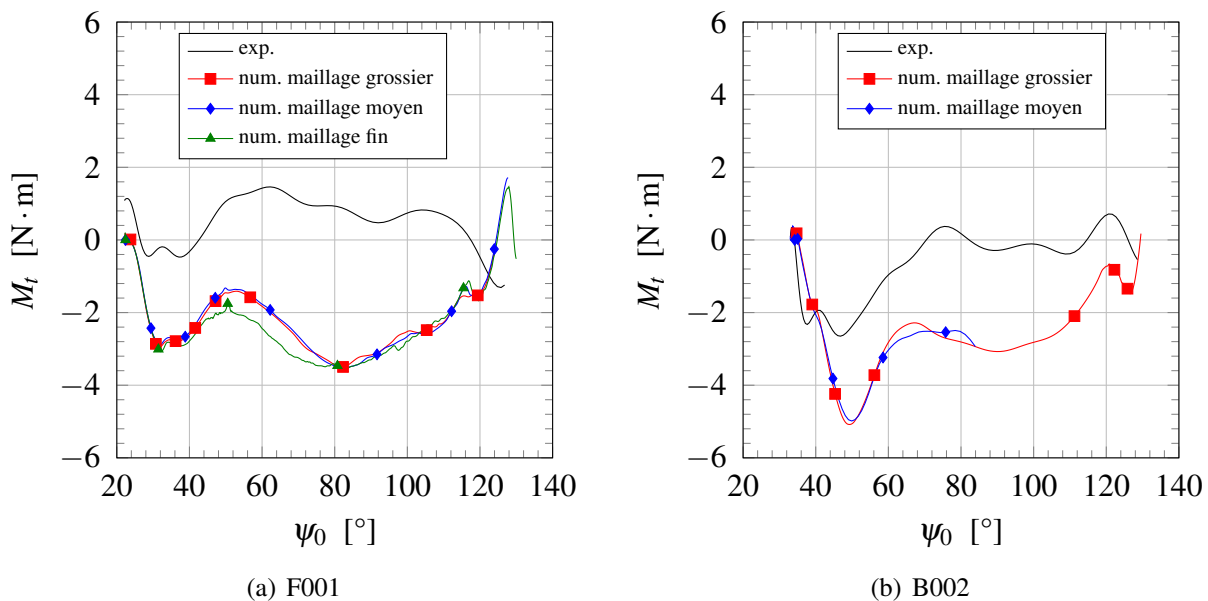 6
4
2
0
−2
−4
−6
M_t [N·m]
exp.
num. maillage grossier
num. maillage moyen
num. maillage fin
20 40 60 80 100 120 140
ψ_0 [°]
(a) F001
6
4
2
0
−2
−4
−6
M_t [N·m]
exp.
num. maillage grossier
num. maillage moyen
20 40 60 80 100 120 140
ψ_0 [°]
(b) B002